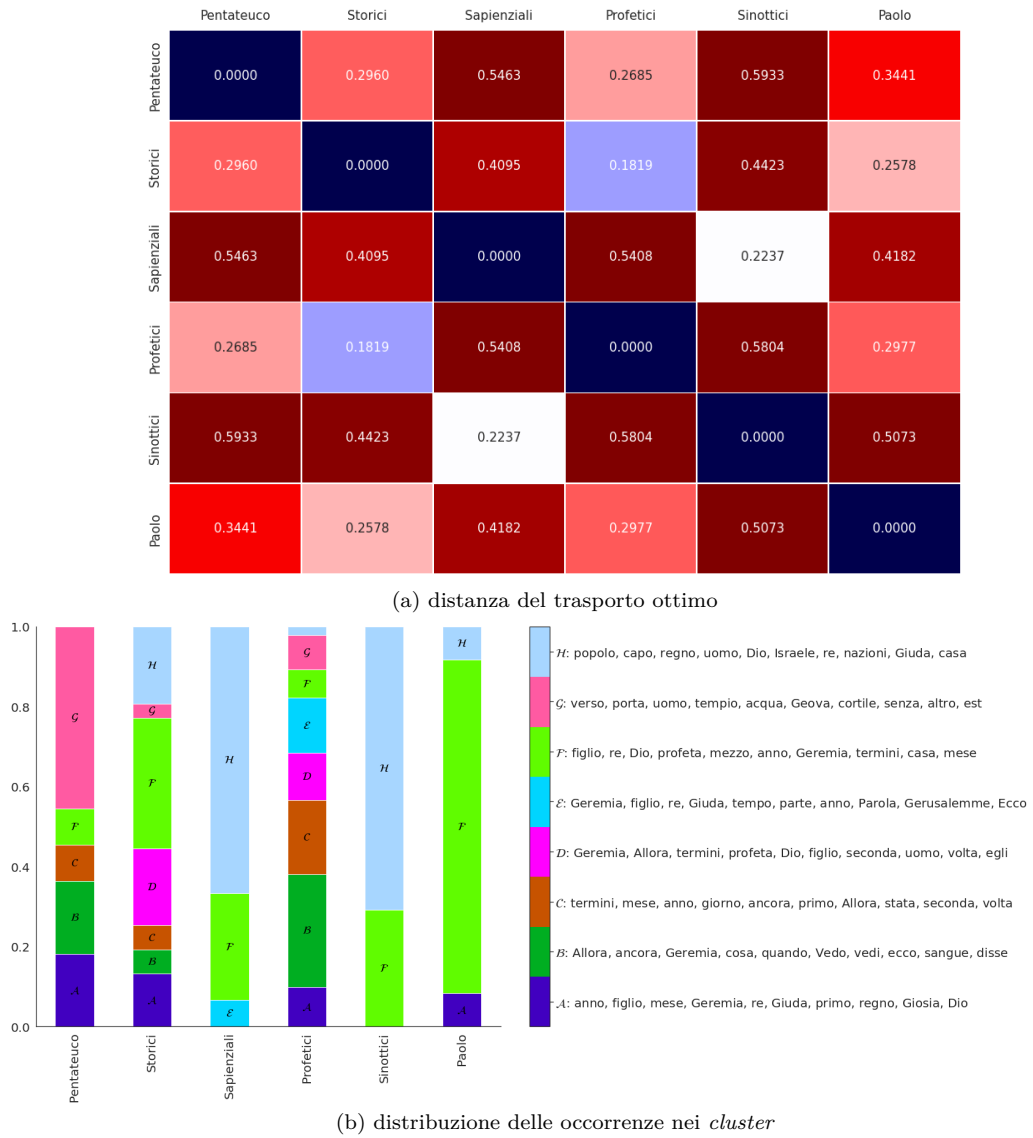 Pentateuco Storici Sapienziali Profetici Sinottici Paolo
Pentateuco 0.0000 0.2960 0.5463 0.2685 0.5933 0.3441
Storici 0.2960 0.0000 0.4095 0.1819 0.4423 0.2578
Sapienziali 0.5463 0.4095 0.0000 0.5408 0.2237 0.4182
Profetici 0.2685 0.1819 0.5408 0.0000 0.5804 0.2977
Sinottici 0.5933 0.4423 0.2237 0.5804 0.0000 0.5073
Paolo 0.3441 0.2578 0.4182 0.2977 0.5073 0.0000
(a) distanza del trasporto ottimo
1.0
0.8
0.6
0.4
0.2
0.0
G
F
C
B
A
H
G
F
D
C
B
A
H
F
E
G
F
E
D
C
B
A
H
F
H
F
A
Pentateuco Storici Sapienziali Profetici Sinottici Paolo
H: popolo, capo, regno, uomo, Dio, Israele, re, nazioni, Giuda, casa
G: verso, porta, uomo, tempio, acqua, Geova, cortile, senza, altro, est
F: figlio, re, Dio, profeta, mezzo, anno, Geremia, termini, casa, mese
E: Geremia, figlio, re, Giuda, tempo, parte, anno, Parola, Gerusalemme, Ecco
D: Geremia, Allora, termini, profeta, Dio, figlio, seconda, uomo, volta, egli
C: termini, mese, anno, giorno, ancora, primo, Allora, stata, seconda, volta
B: Allora, ancora, Geremia, cosa, quando, Vedo, vedi, ecco, sangue, disse
A: anno, figlio, mese, Geremia, re, Giuda, primo, regno, Giosia, Dio
(b) distribuzione delle occorrenze nei cluster